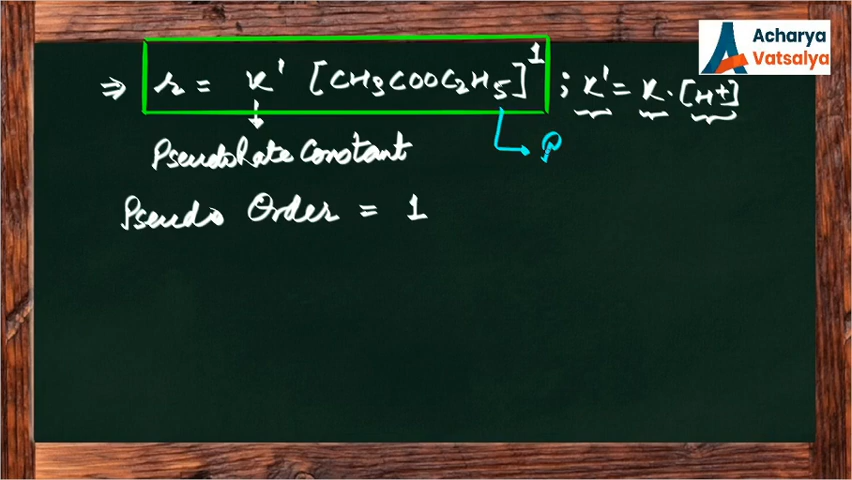 Acharya
Vatsalya
⇒ r = K' [CH3COOC2H5]^1 ; K' = K·[H+]
→ P
Pseudo Rate Constant
Pseudo Order = 1